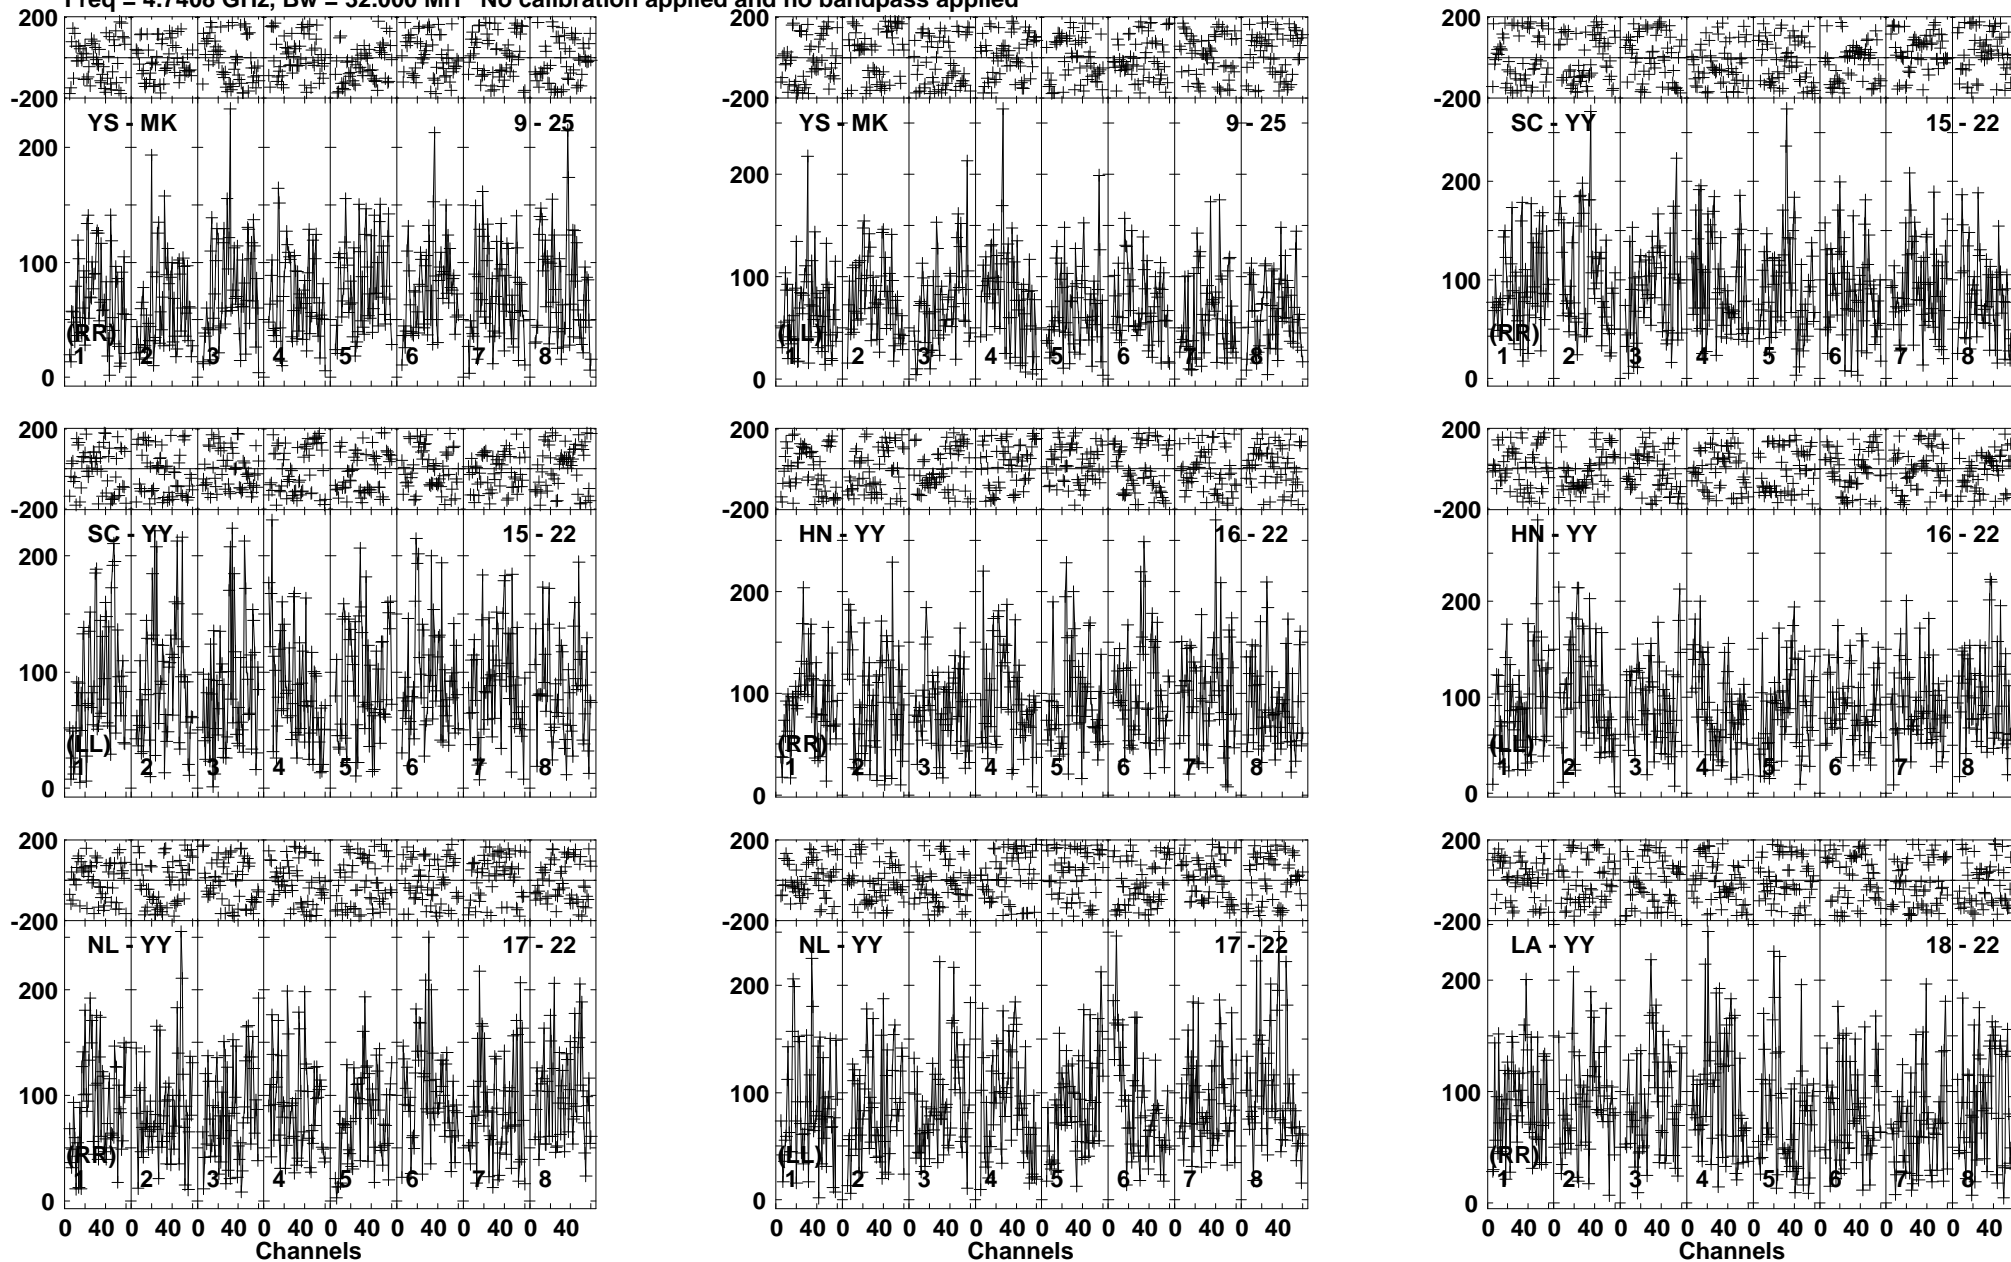 Freq = 4.7408 GHz, Bw = 32.000 MH No calibration applied and no bandpass applied
200 200 200
-200 -200 -200
YS - MK 9 - 25 YS - MK 9 - 25 SC - YY 15 - 22
200 200 200
100 100 100
(RR) (LL) (RR)
1 2 3 4 5 6 7 8 1 2 3 4 5 6 7 8 1 2 3 4 5 6 7 8
0 0 0
200 200 200
-200 -200 -200
SC - YY 15 - 22 HN - YY 16 - 22 HN - YY 16 - 22
200 200 200
100 100 100
(LL) (RR) (LL)
1 2 3 4 5 6 7 8 1 2 3 4 5 6 7 8 1 2 3 4 5 6 7 8
0 0 0
200 200 200
-200 -200 -200
NL - YY 17 - 22 NL - YY 17 - 22 LA - YY 18 - 22
200 200 200
100 100 100
(RR) (LL) (RR)
1 2 3 4 5 6 7 8 1 2 3 4 5 6 7 8 1 2 3 4 5 6 7 8
0 0 0
0 40 0 40 0 40 0 40 0 40 0 40 0 40 0 40 0 40 0 40 0 40 0 40 0 40 0 40 0 40 0 40 0 40 0 40 0 40 0 40 0 40 0 40 0 40 0 40
Channels Channels Channels